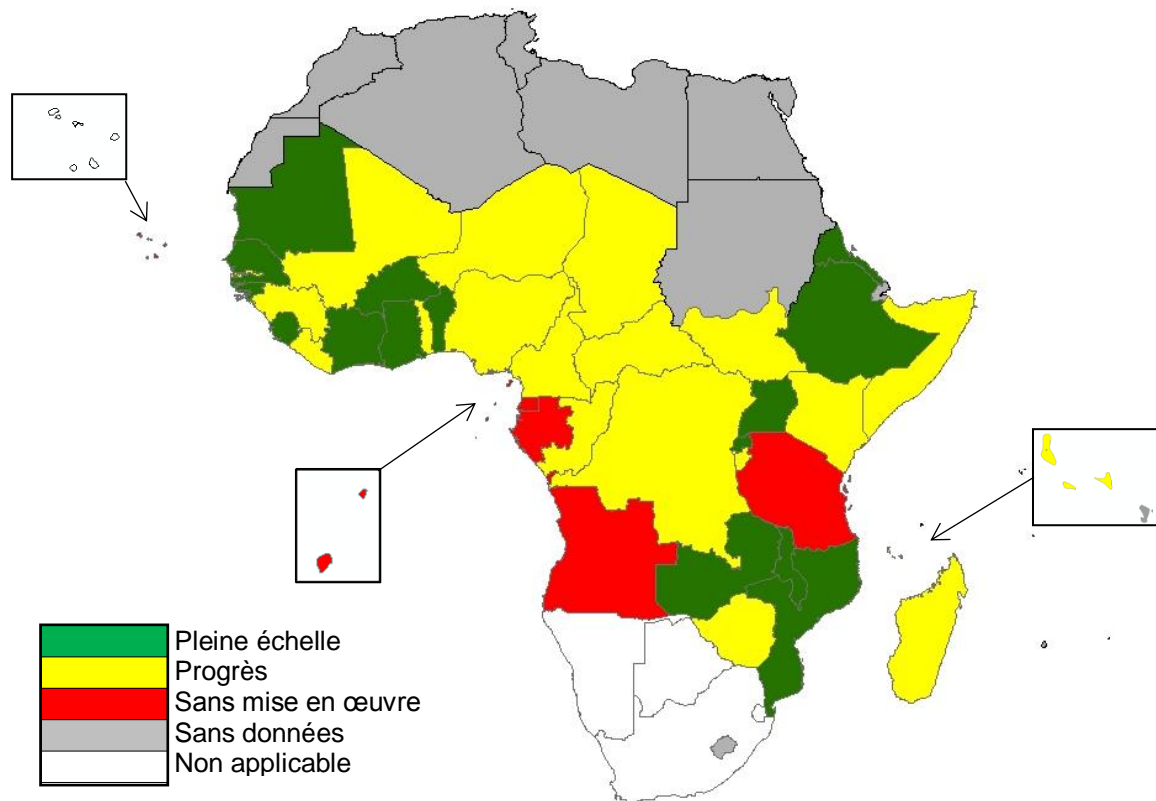 Pleine échelle
Progrès
Sans mise en œuvre
Sans données
Non applicable